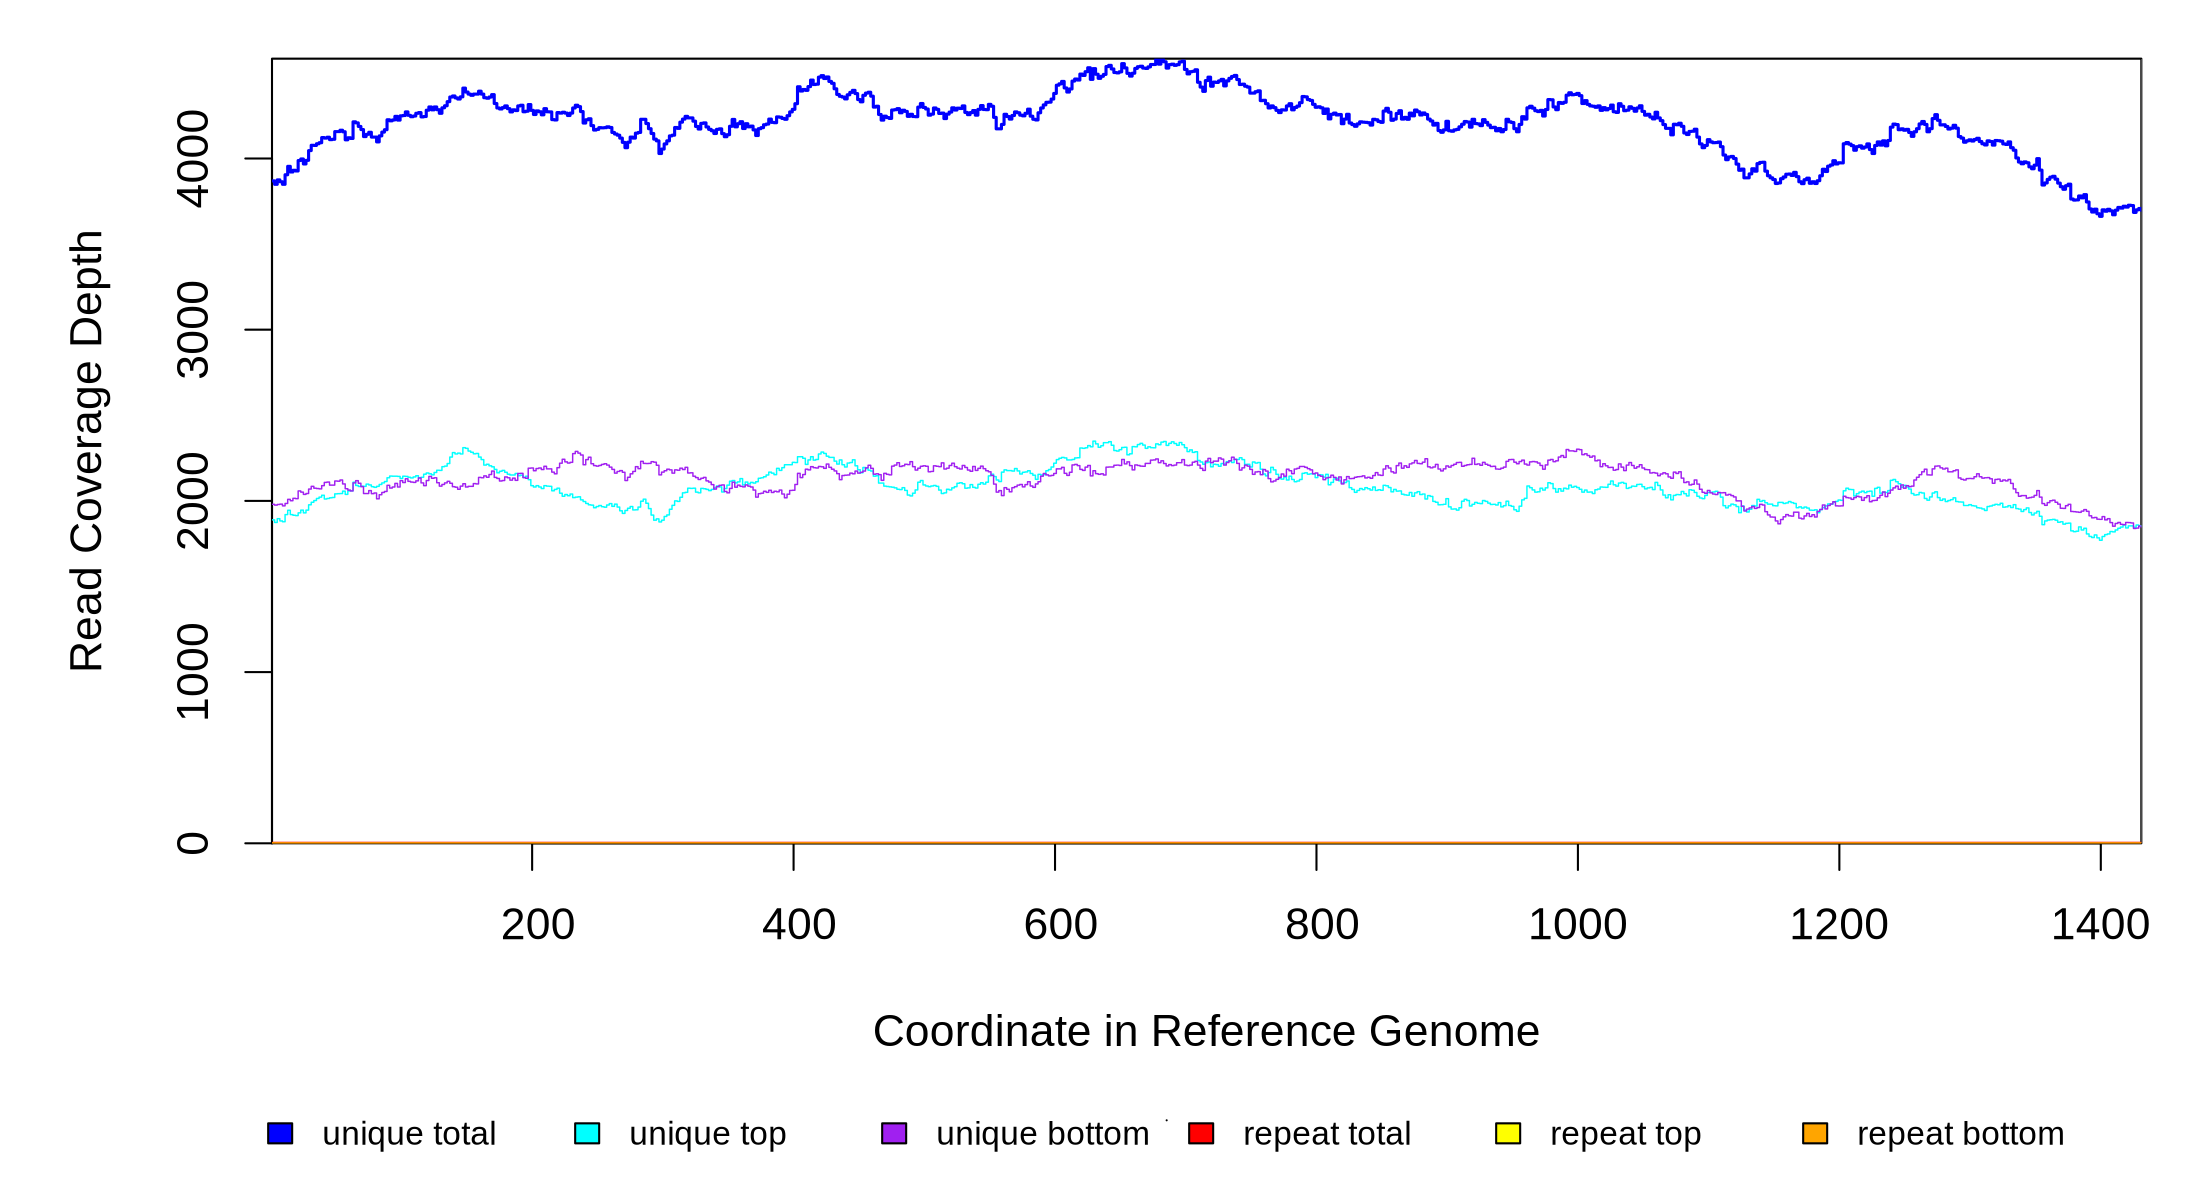 Read Coverage Depth
4000
3000
2000
1000
0
200 400 600 800 1000 1200 1400
Coordinate in Reference Genome
unique total unique top unique bottom repeat total repeat top repeat bottom